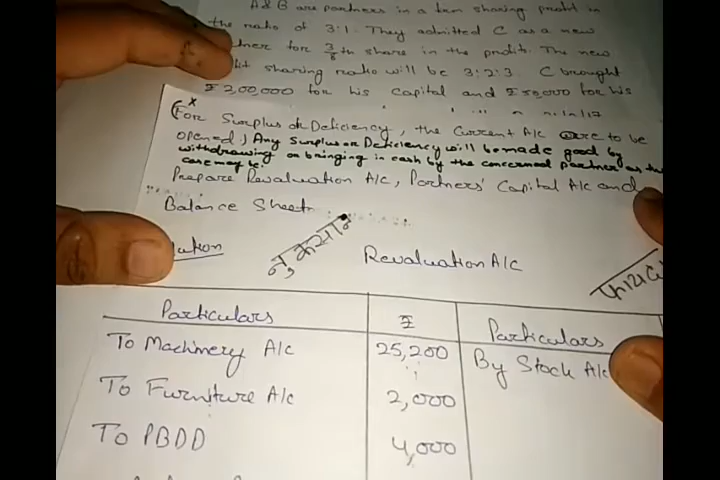 A & B are partners in a firm sharing profit in
the ratio of 3:1. They admitted C as a new
for 3/8 th share in the profits. The new
sharing ratio will be 3:2:3. C brought
₹ 2,00,000 for his capital and ₹ 50,000 for his
(For Surplus or Deficiency, the Current A/c are to be
opened.) Any Surplus or Deficiency will be made good by
withdrawing or bringing in cash by the concerned partner as the
case may be.
Prepare Revaluation A/c, Partners' Capital A/c and
Balance Sheet.
नुकसान
Revaluation A/c
Particulars ₹ Particulars
To Machinery A/c 25,200 By Stock A/c
To Furniture A/c 2,000
To PBDD 4,000